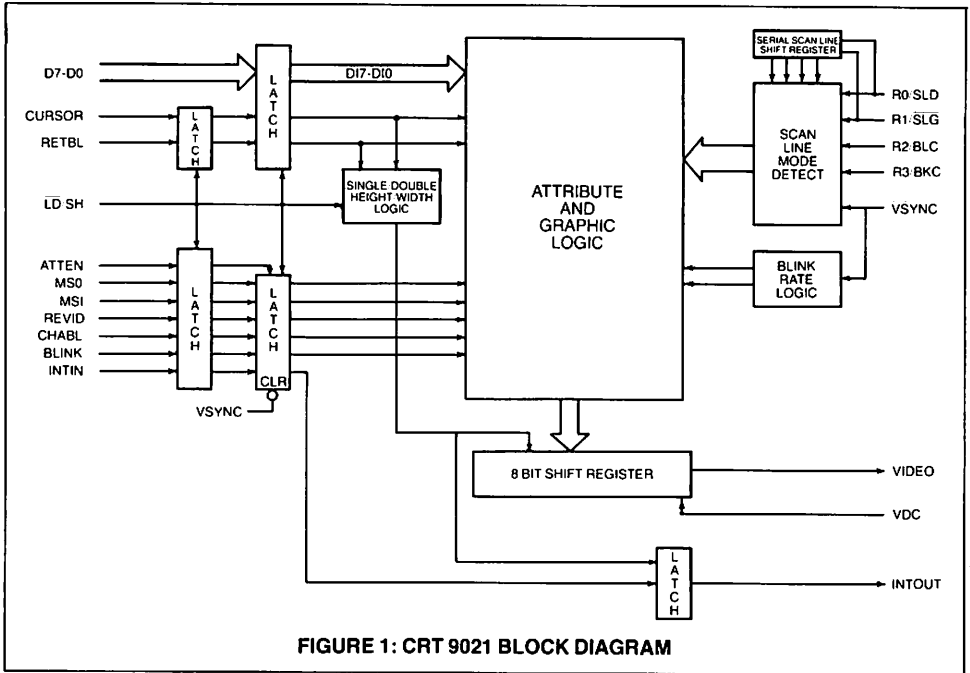 D7-D0
CURSOR
RETBL
L̅D̅ SH
ATTEN
MS0
MSI
REVID
CHABL
BLINK
INTIN
VSYNC
LATCH
LATCH
LATCH
LATCH
CLR
DI7-DI0
SINGLE/DOUBLE
HEIGHT/WIDTH
LOGIC
ATTRIBUTE
AND
GRAPHIC
LOGIC
SERIAL SCAN LINE
SHIFT REGISTER
SCAN
LINE
MODE
DETECT
BLINK
RATE
LOGIC
R0/SLD
R1/S̅L̅G̅
R2/BLC
R3/BKC
VSYNC
8 BIT SHIFT REGISTER
VIDEO
VDC
LATCH
INTOUT
FIGURE 1: CRT 9021 BLOCK DIAGRAM